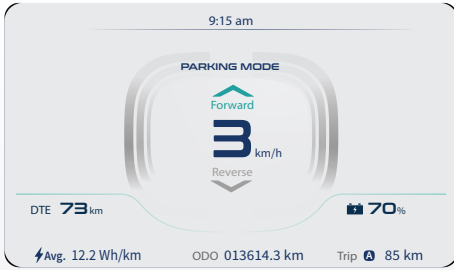 9:15 am
PARKING MODE
Forward
3 km/h
Reverse
DTE 73 km
70%
Avg. 12.2 Wh/km
ODO 013614.3 km
Trip A 85 km